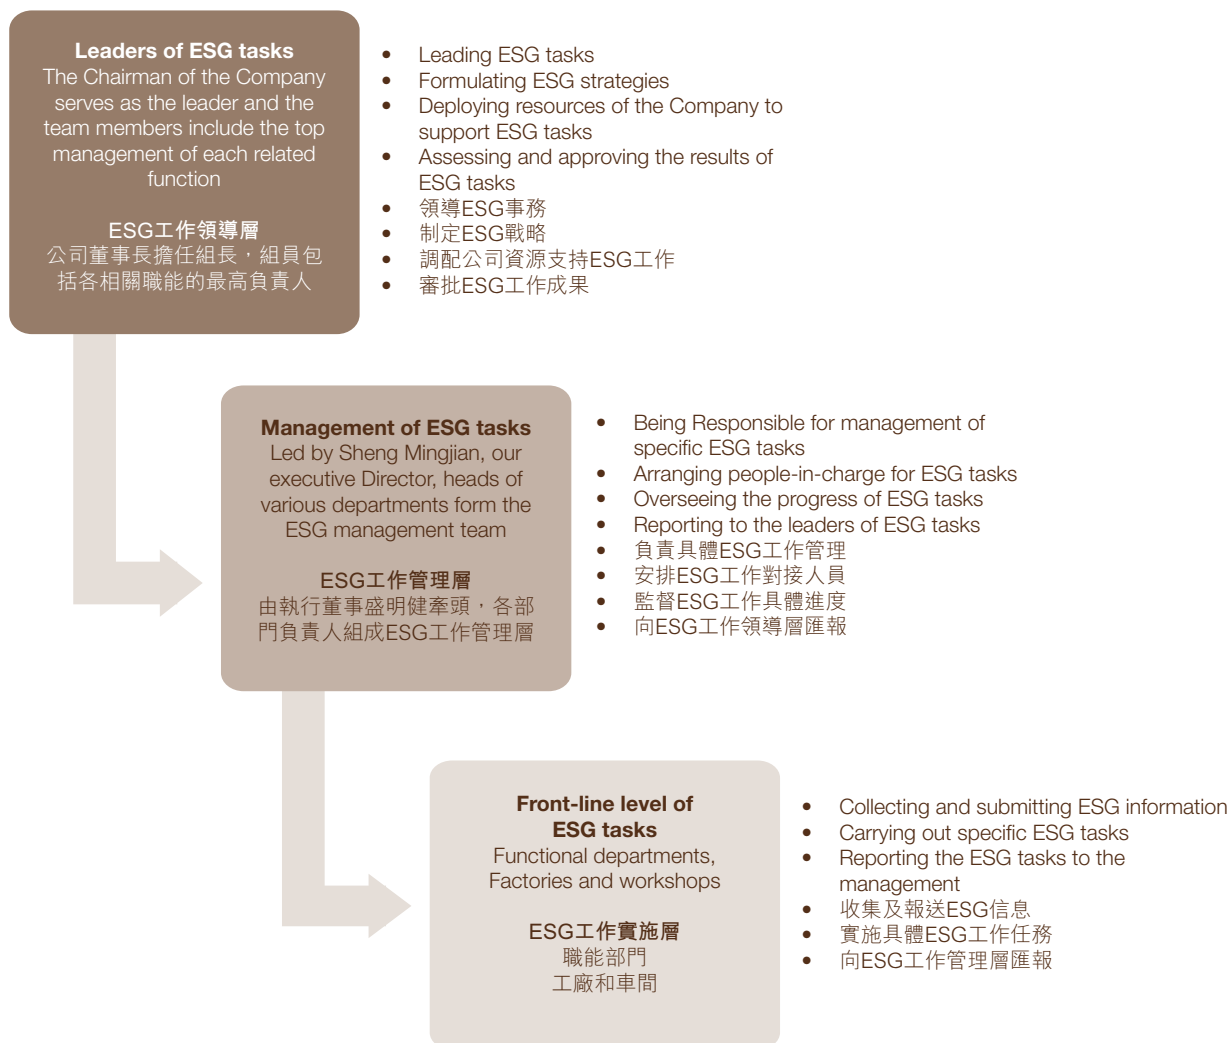 Leaders of ESG tasks
The Chairman of the Company
serves as the leader and the
team members include the top
management of each related
function
ESG工作領導層
公司董事長擔任組長，組員包
括各相關職能的最高負責人
• Leading ESG tasks
• Formulating ESG strategies
• Deploying resources of the Company to
support ESG tasks
• Assessing and approving the results of
ESG tasks
• 領導ESG事務
• 制定ESG戰略
• 調配公司資源支持ESG工作
• 審批ESG工作成果
Management of ESG tasks
Led by Sheng Mingjian, our
executive Director, heads of
various departments form the
ESG management team
ESG工作管理層
由執行董事盛明健牽頭，各部
門負責人組成ESG工作管理層
• Being Responsible for management of
specific ESG tasks
• Arranging people-in-charge for ESG tasks
• Overseeing the progress of ESG tasks
• Reporting to the leaders of ESG tasks
• 負責具體ESG工作管理
• 安排ESG工作對接人員
• 監督ESG工作具體進度
• 向ESG工作領導層匯報
Front-line level of
ESG tasks
Functional departments,
Factories and workshops
ESG工作實施層
職能部門
工廠和車間
• Collecting and submitting ESG information
• Carrying out specific ESG tasks
• Reporting the ESG tasks to the
management
• 收集及報送ESG信息
• 實施具體ESG工作任務
• 向ESG工作管理層匯報